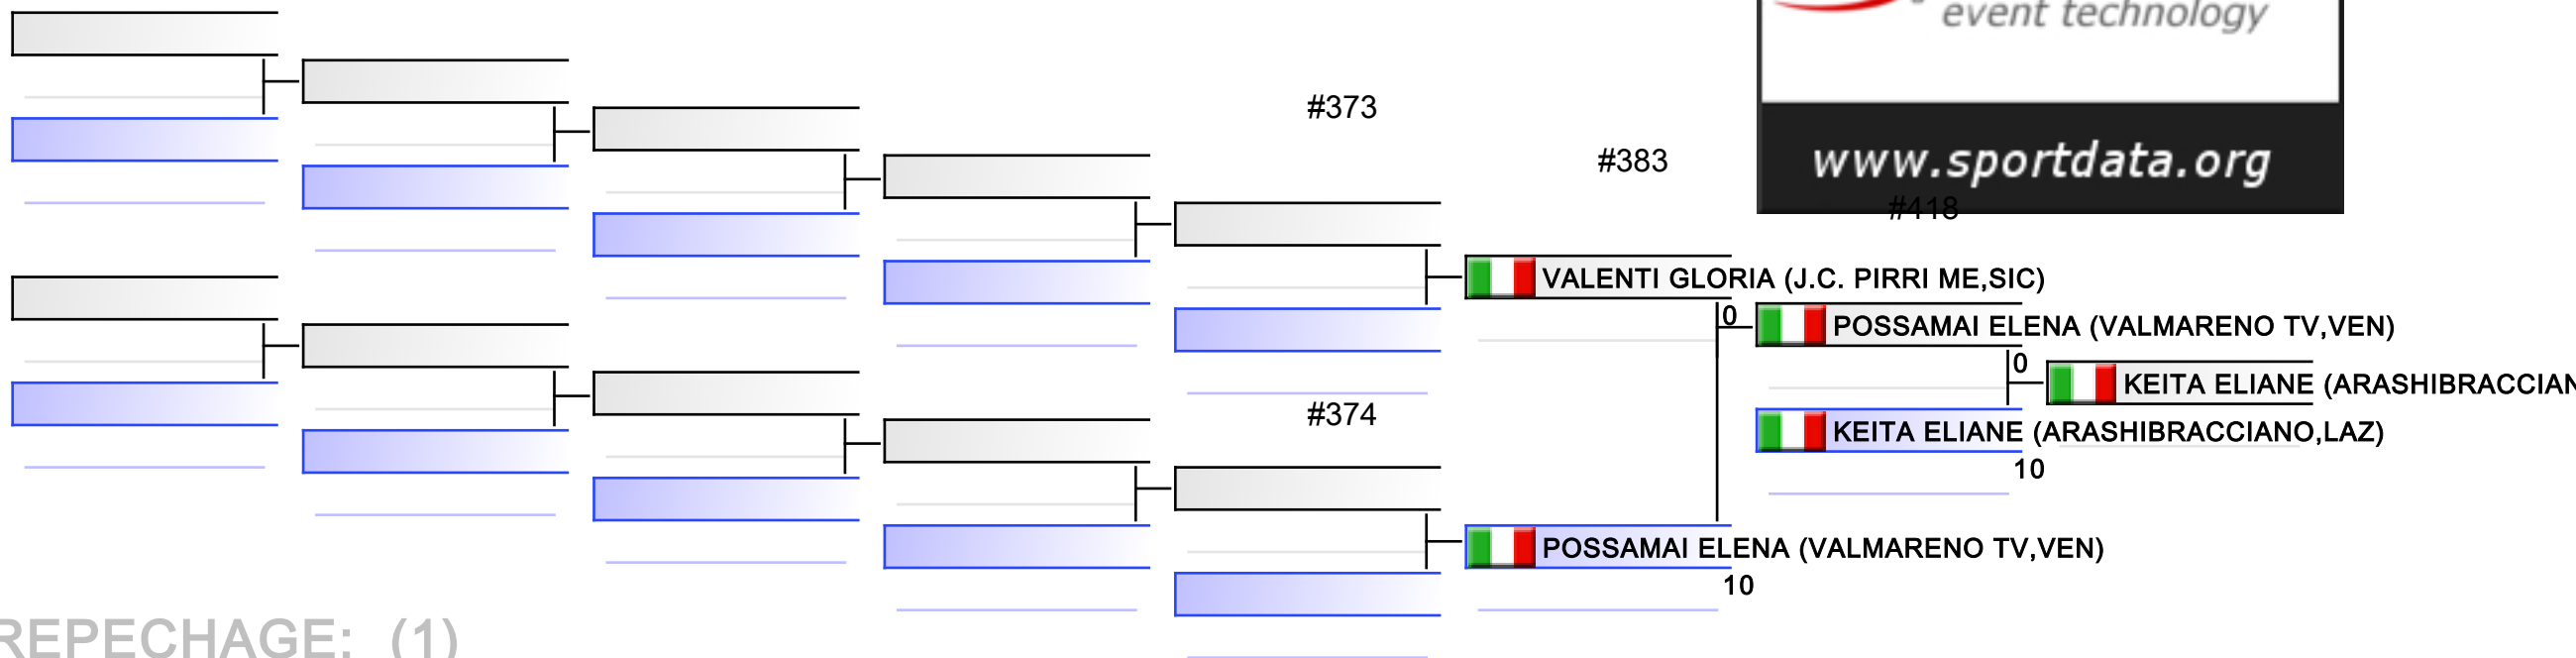 event technology
#373
#383
www.sportdata.org
#418
VALENTI GLORIA (J.C. PIRRI ME,SIC)
0
POSSAMAI ELENA (VALMARENO TV,VEN)
0
KEITA ELIANE (ARASHIBRACCIAN
#374
KEITA ELIANE (ARASHIBRACCIANO,LAZ)
10
POSSAMAI ELENA (VALMARENO TV,VEN)
10
REPECHAGE: (1)